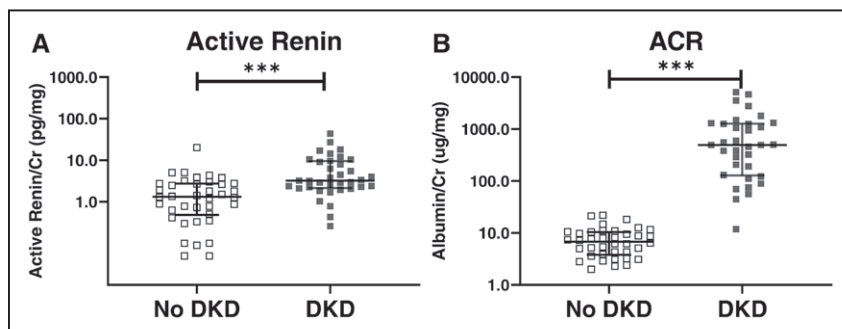 A
Active Renin
***
Active Renin/Cr (pg/mg)
1000.0
100.0
10.0
1.0
No DKD
DKD
B
ACR
***
Albumin/Cr (ug/mg)
10000.0
1000.0
100.0
10.0
1.0
No DKD
DKD